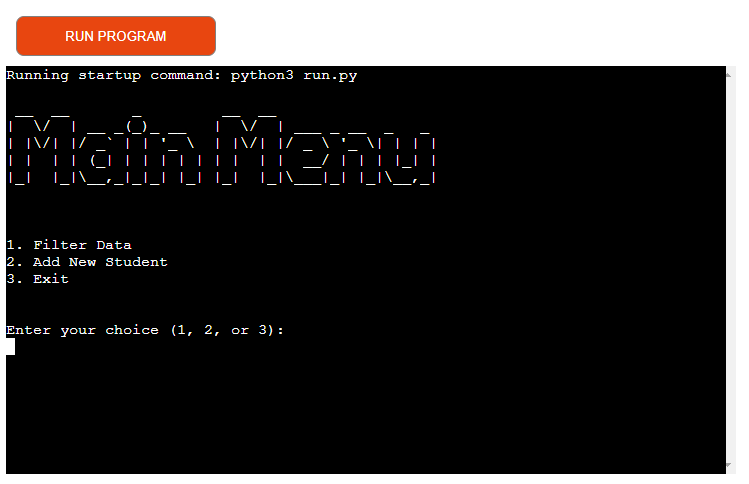 RUN PROGRAM
Running startup command: python3 run.py
Main Menu
1. Filter Data
2. Add New Student
3. Exit
Enter your choice (1, 2, or 3):